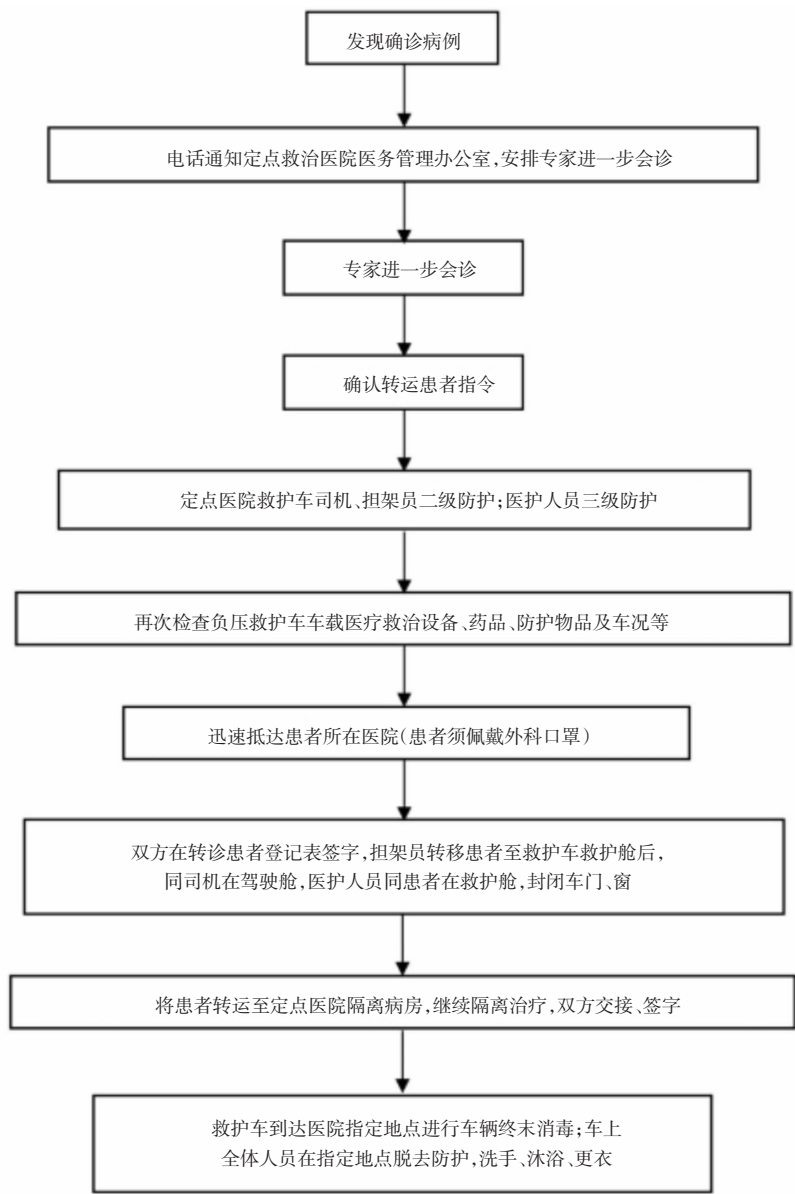 发现确诊病例
电话通知定点救治医院医务管理办公室,安排专家进一步会诊
专家进一步会诊
确认转运患者指令
定点医院救护车司机、担架员二级防护;医护人员三级防护
再次检查负压救护车车载医疗救治设备、药品、防护物品及车况等
迅速抵达患者所在医院(患者须佩戴外科口罩)
双方在转诊患者登记表签字,担架员转移患者至救护车救护舱后,
同司机在驾驶舱,医护人员同患者在救护舱,封闭车门、窗
将患者转运至定点医院隔离病房,继续隔离治疗,双方交接、签字
救护车到达医院指定地点进行车辆终末消毒;车上
全体人员在指定地点脱去防护,洗手、沐浴、更衣